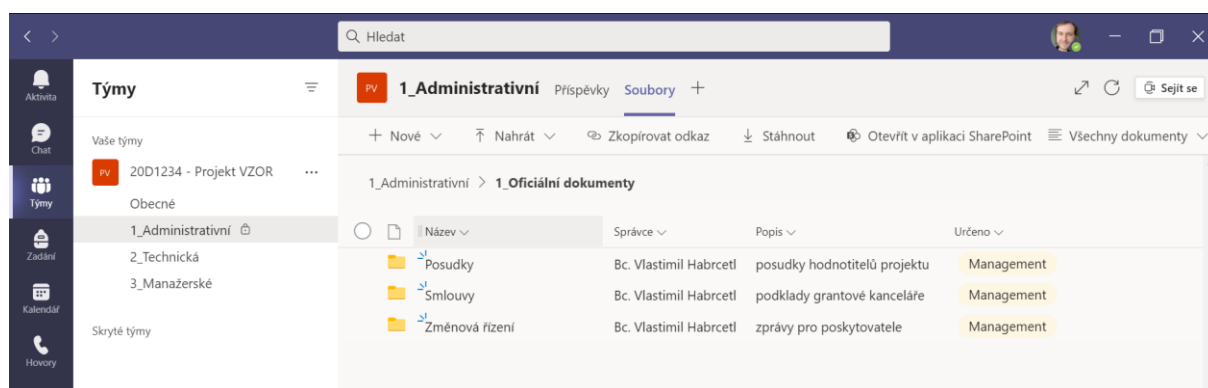 Hledat
Aktivita
Chat
Týmy
Zadání
Kalendář
Hovory
Týmy
Vaše týmy
PV 20D1234 - Projekt VZOR ...
Obecné
1_Administrativní
2_Technická
3_Manažerské
Skryté týmy
PV 1_Administrativní Příspěvky Soubory + Sejít se
+ Nové Nahrát Zkopírovat odkaz Stáhnout Otevřít v aplikaci SharePoint Všechny dokumenty
1_Administrativní > 1_Oficiální dokumenty
Název Správce Popis Určeno
Posudky Bc. Vlastimil Habrcetl posudky hodnotitelů projektu Management
Smlouvy Bc. Vlastimil Habrcetl podklady grantové kanceláře Management
Změnová řízení Bc. Vlastimil Habrcetl zprávy pro poskytovatele Management